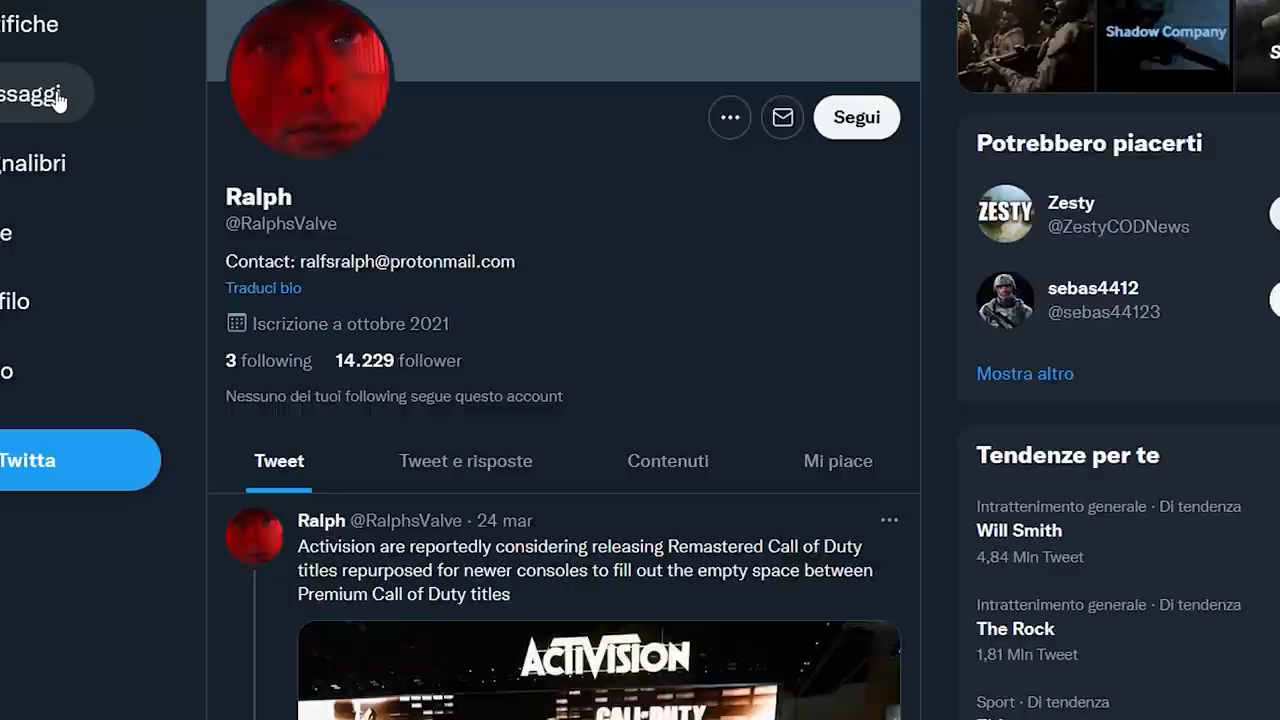 ifiche
ssaggi
nalibri
e
filo
o
Twitta
Segui
Ralph
@RalphsValve
Contact: ralfsralph@protonmail.com
Traduci bio
Iscrizione a ottobre 2021
3 following 14.229 follower
Nessuno dei tuoi following segue questo account
Tweet Tweet e risposte Contenuti Mi piace
Ralph @RalphsValve · 24 mar
Activision are reportedly considering releasing Remastered Call of Duty
titles repurposed for newer consoles to fill out the empty space between
Premium Call of Duty titles
ACTIVISION
CALL OF DUTY
Shadow Company
S
Potrebbero piacerti
ZESTY
Zesty
@ZestyCODNews
sebas4412
@sebas44123
Mostra altro
Tendenze per te
Intrattenimento generale · Di tendenza
Will Smith
4,84 Mln Tweet
Intrattenimento generale · Di tendenza
The Rock
1,81 Mln Tweet
Sport · Di tendenza